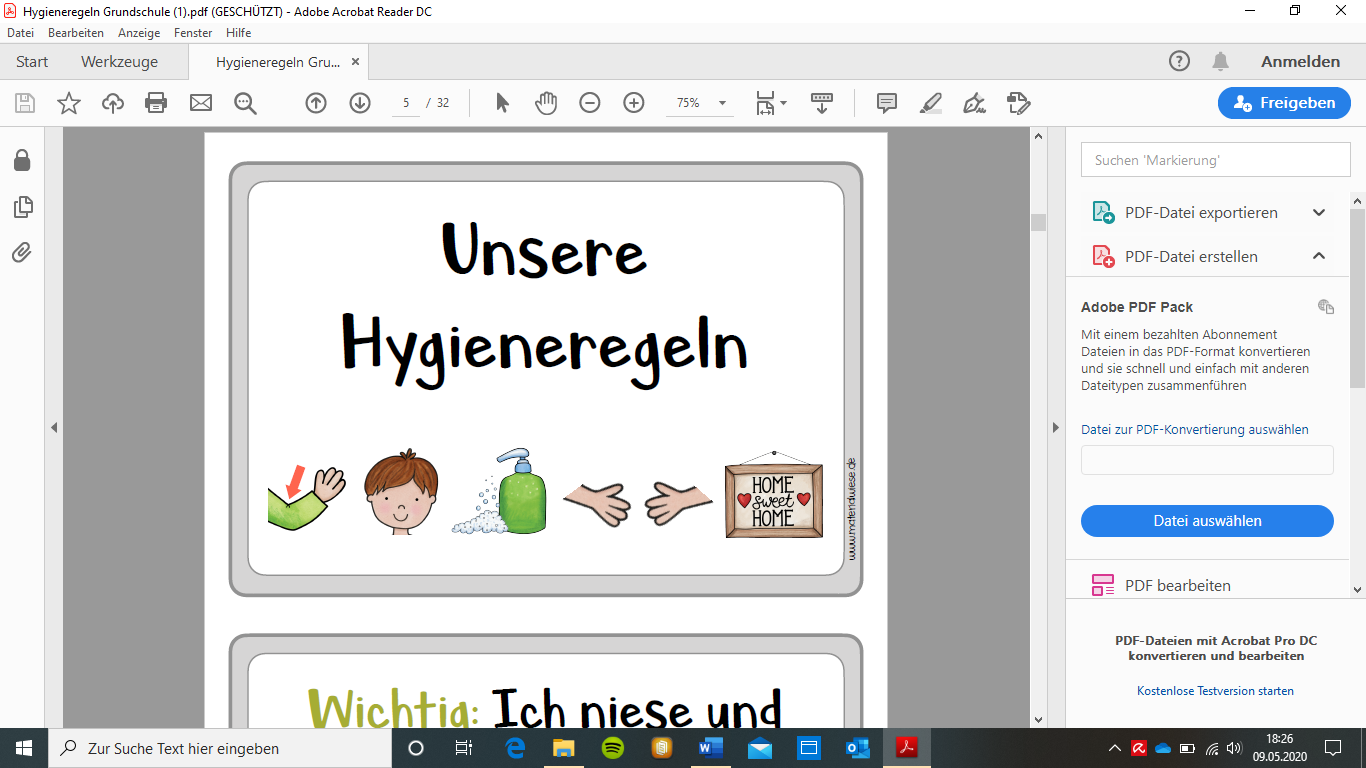 Hygieneregeln Grundschule (1).pdf (GESCHÜTZT) - Adobe Acrobat Reader DC
Datei Bearbeiten Anzeige Fenster Hilfe
Start Werkzeuge Hygieneregeln Gru... × Anmelden
5 / 32 75% Freigeben
Unsere
Hygieneregeln
HOME
sweet
HOME
www.materialwiese.de
Wichtig: Ich niese und
Suchen 'Markierung'
PDF-Datei exportieren
PDF-Datei erstellen
Adobe PDF Pack
Mit einem bezahlten Abonnement
Dateien in das PDF-Format konvertieren
und sie schnell und einfach mit anderen
Dateitypen zusammenführen
Datei zur PDF-Konvertierung auswählen
Datei auswählen
PDF bearbeiten
PDF-Dateien mit Acrobat Pro DC
konvertieren und bearbeiten
Kostenlose Testversion starten
Zur Suche Text hier eingeben
18:26
09.05.2020